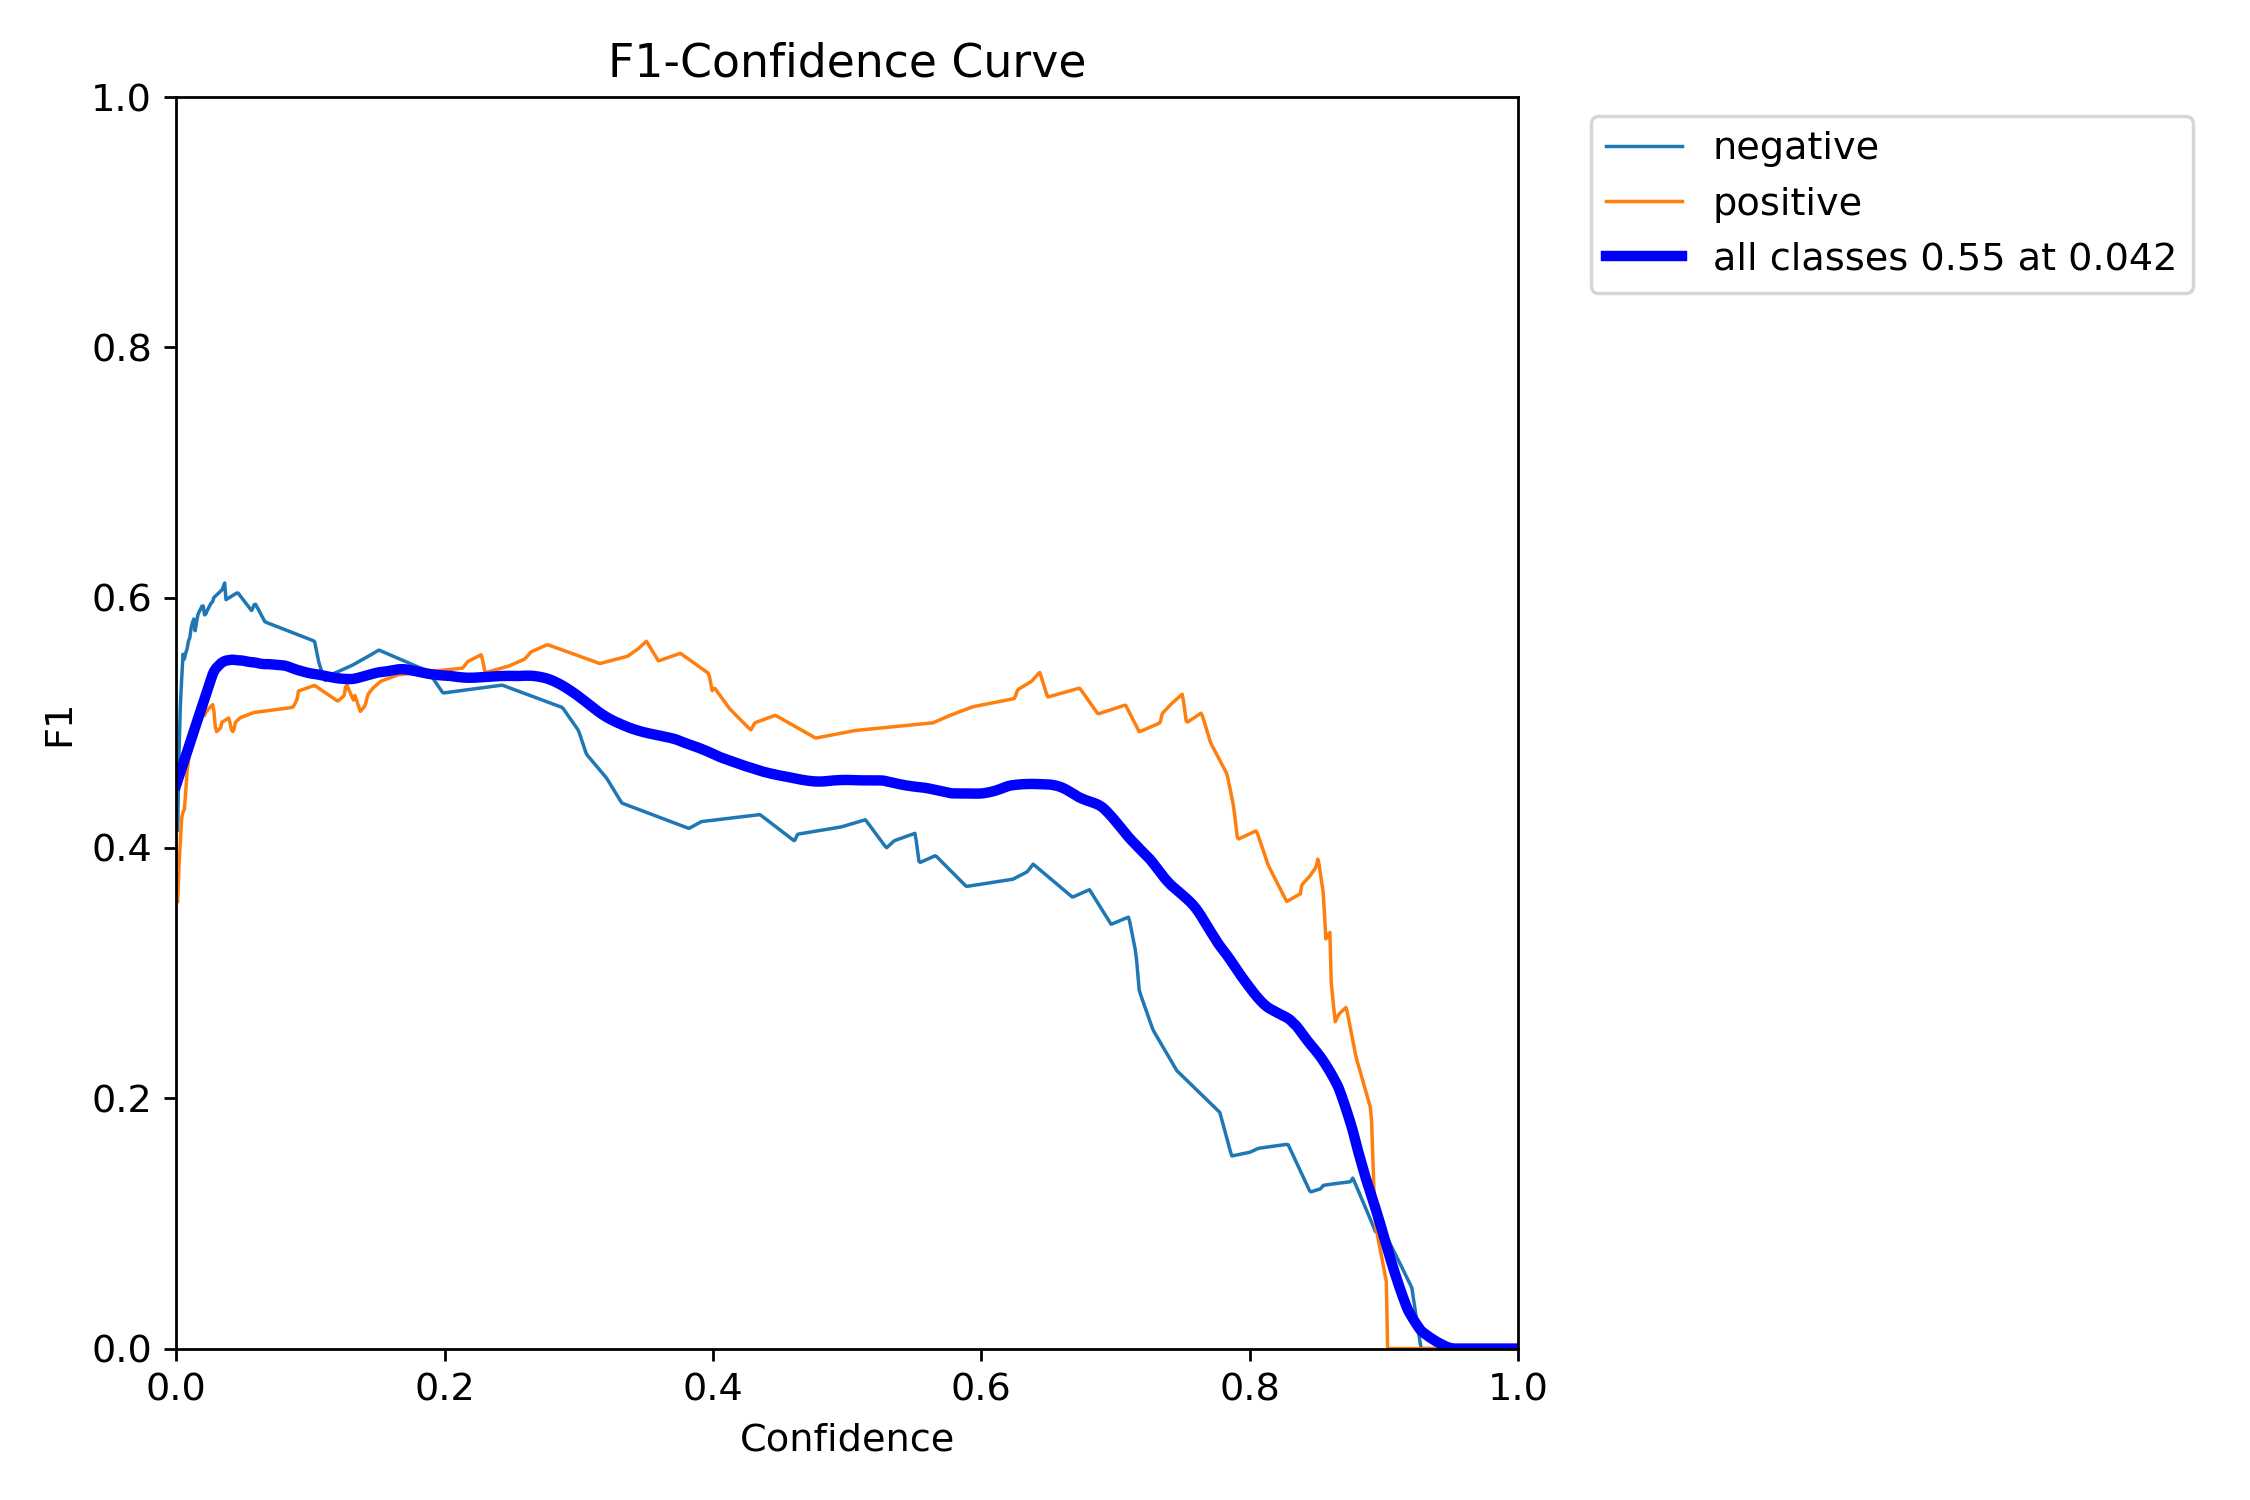 F1-Confidence Curve
1.0
0.8
0.6
0.4
0.2
0.0
F1
0.0 0.2 0.4 0.6 0.8 1.0
Confidence
negative
positive
all classes 0.55 at 0.042